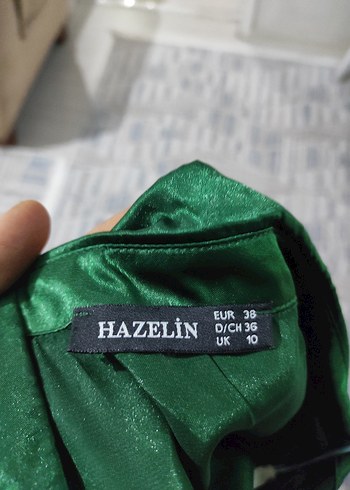 HAZELİN
EUR 38
D/CH 36
UK 10